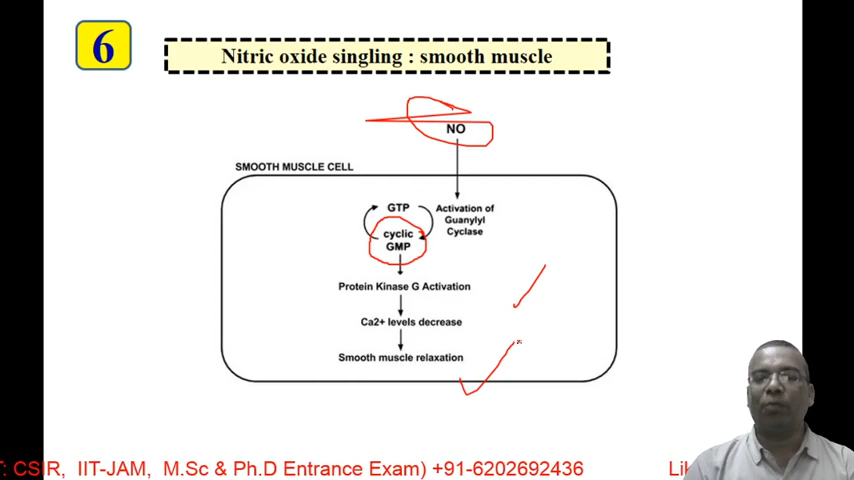 6
Nitric oxide singling : smooth muscle
NO
SMOOTH MUSCLE CELL
GTP
Activation of
Guanylyl
Cyclase
cyclic
GMP
Protein Kinase G Activation
Ca2+ levels decrease
Smooth muscle relaxation
: CSIR, IIT-JAM, M.Sc & Ph.D Entrance Exam) +91-6202692436